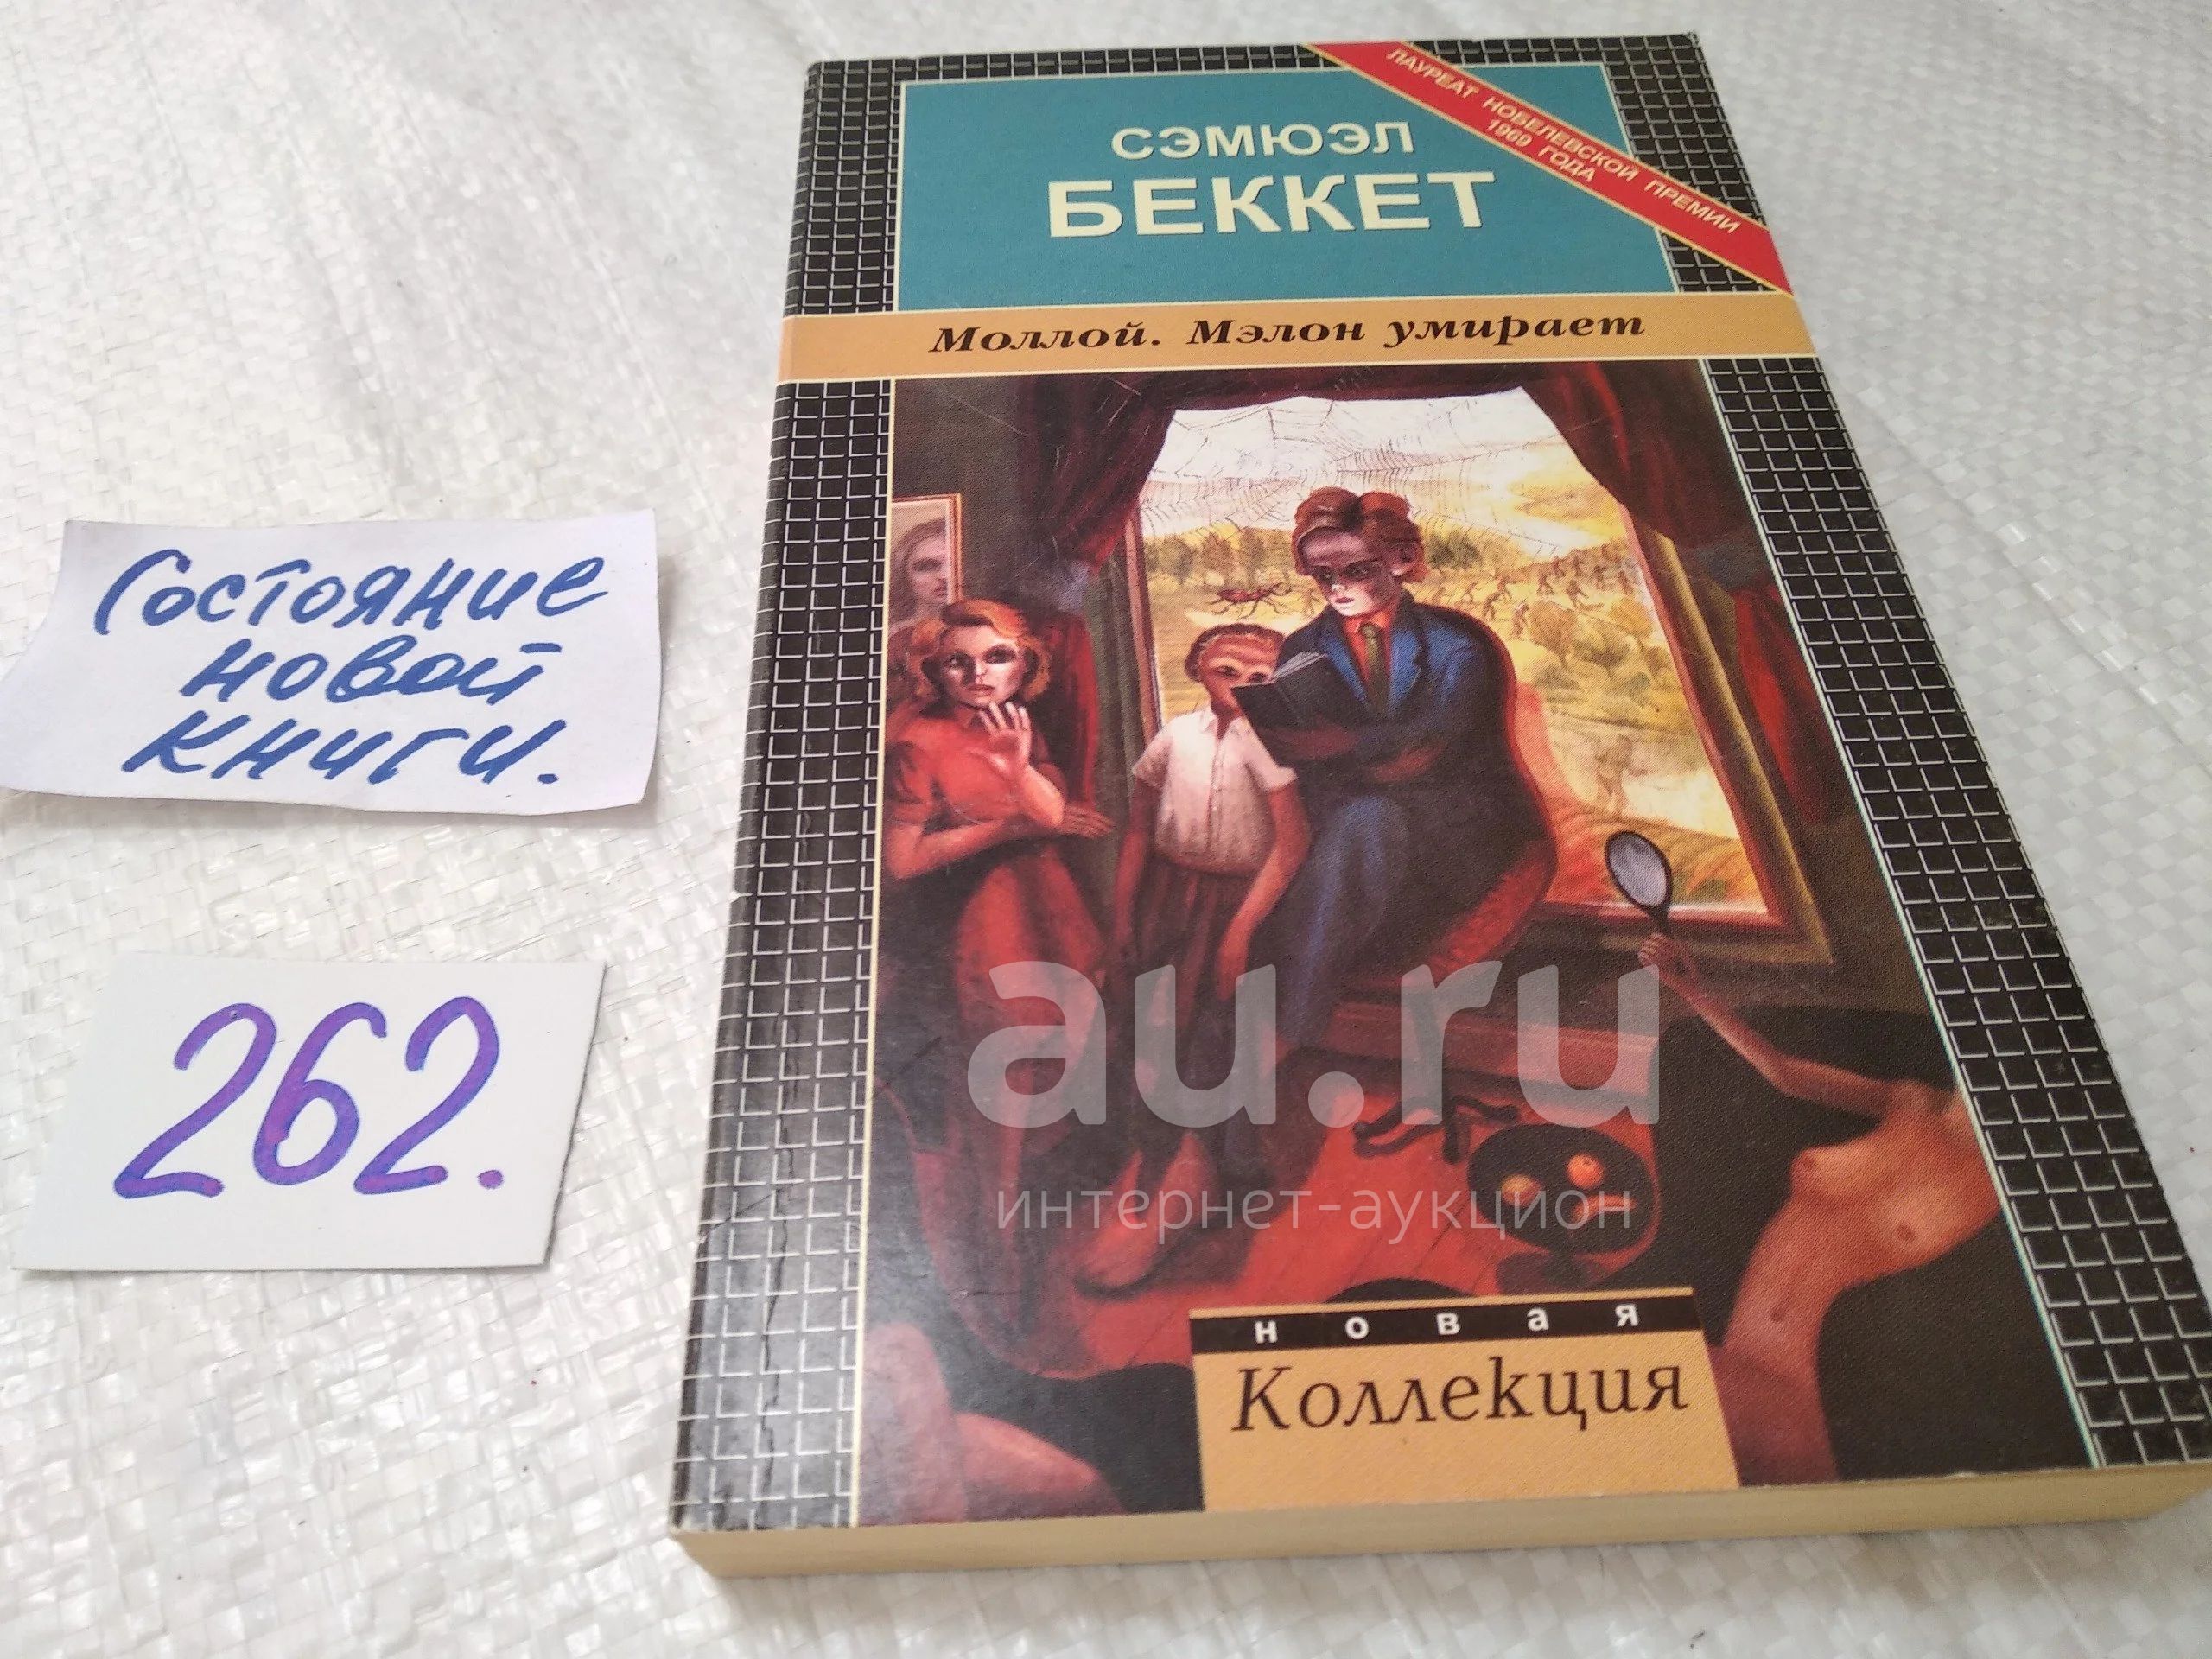 ЛАУРЕАТ НОБЕЛЕВСКОЙ ПРЕМИИ
1969 ГОДА
СЭМЮЭЛ
БЕККЕТ
Моллой. Мэлон умирает
Состояние
новой
книги.
262.
au.ru
интернет-аукцион
новая
Коллекция